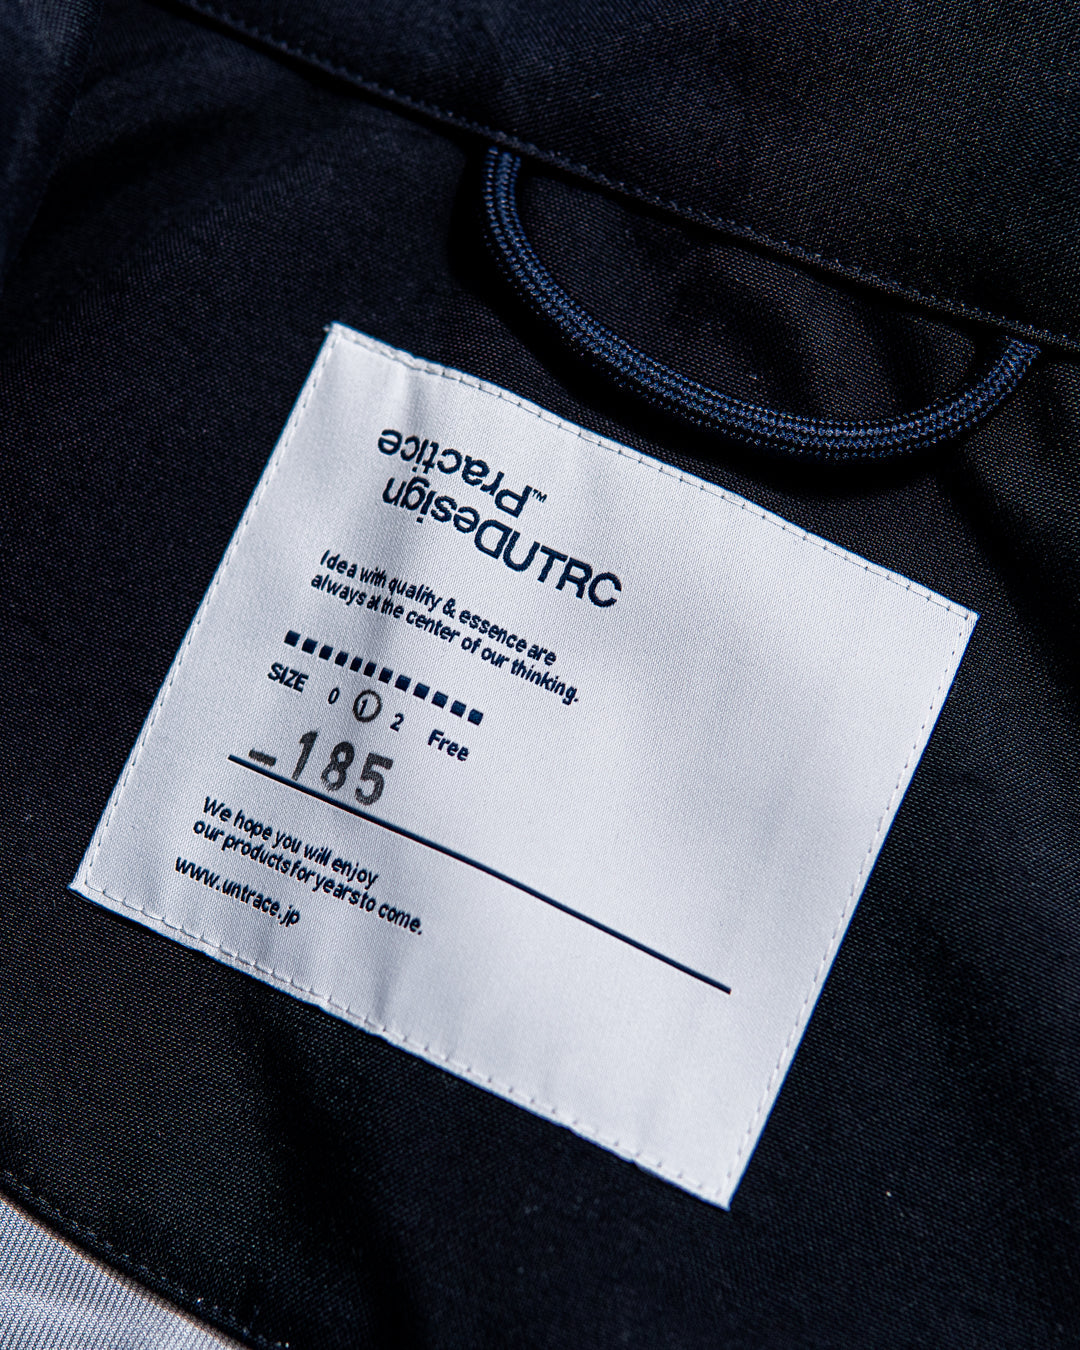 Practice™
UTRCDesign
Idea with quality & essence are
always at the center of our thinking.
SIZE 0 1 2 Free
-185
We hope you will enjoy
our products for years to come.
www.untrace.jp